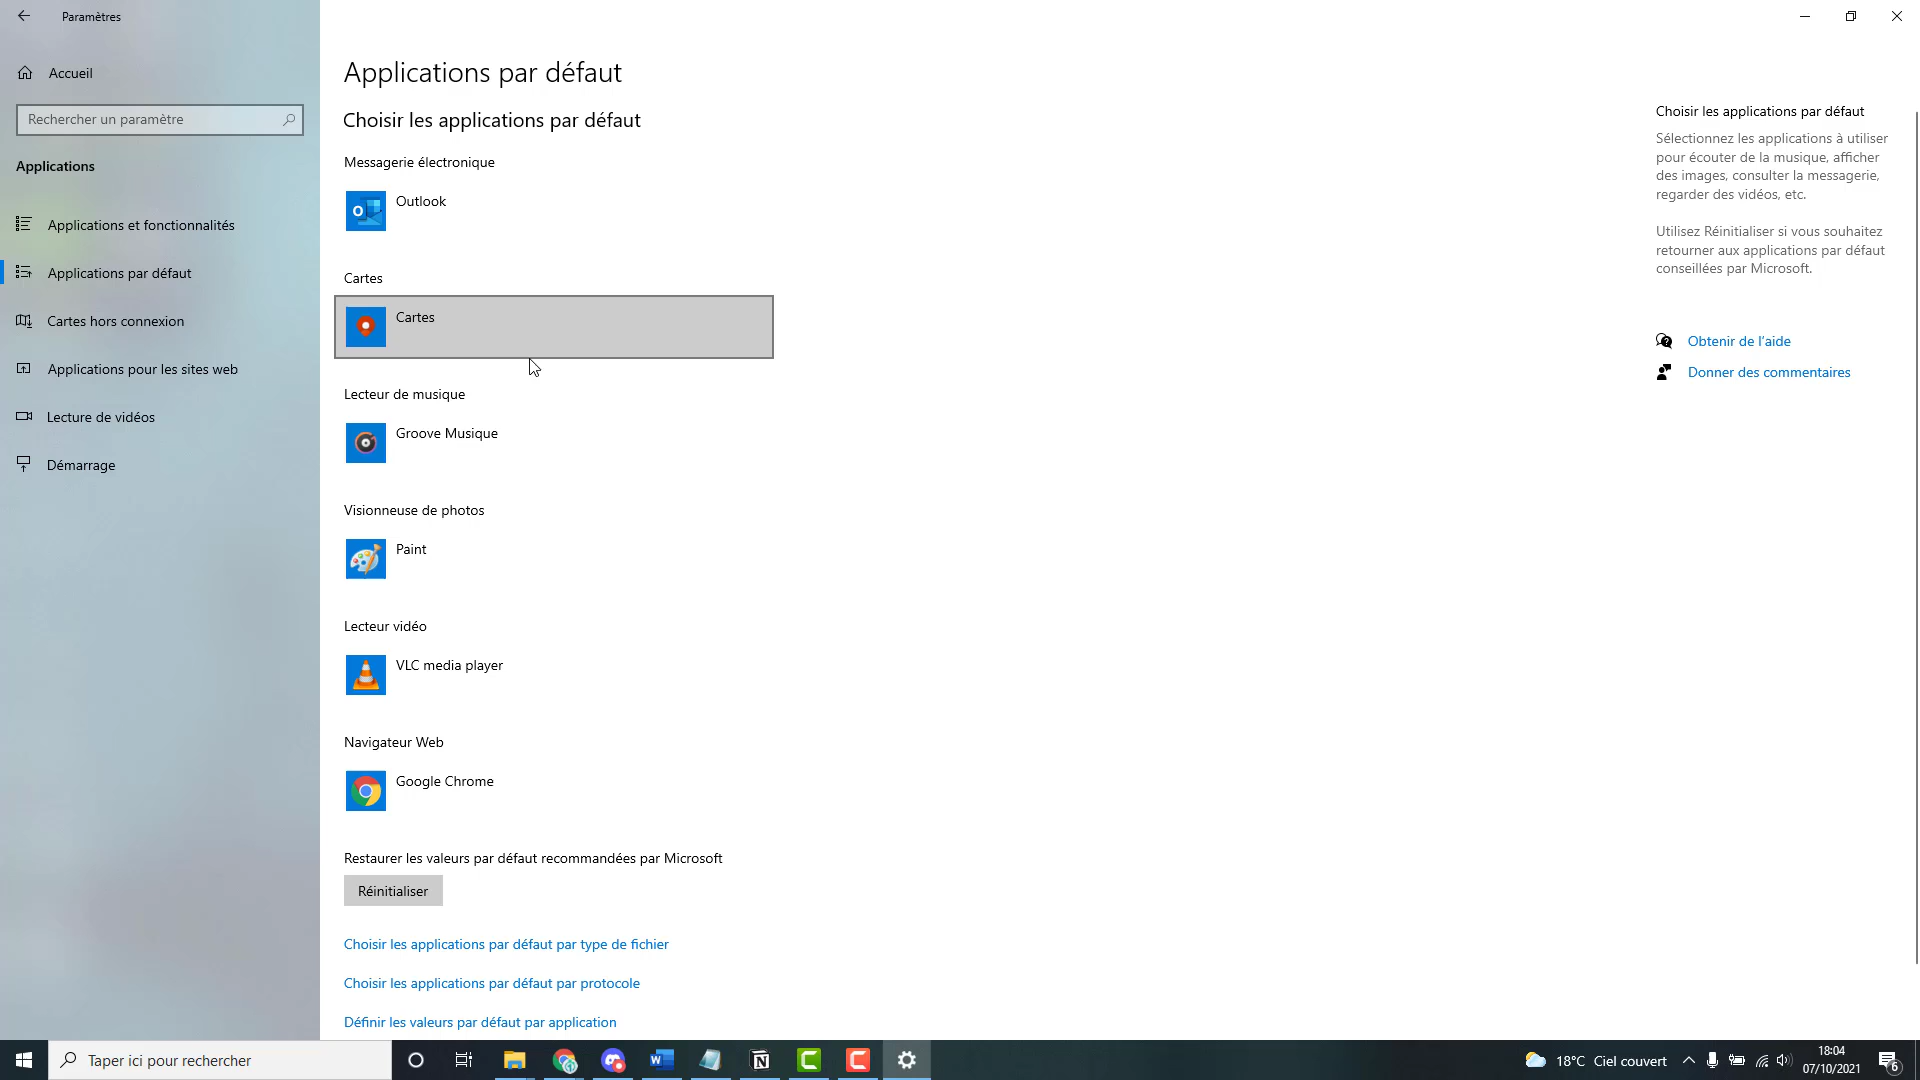 Paramètres
Accueil
Rechercher un paramètre
Applications
Applications et fonctionnalités
Applications par défaut
Cartes hors connexion
Applications pour les sites web
Lecture de vidéos
Démarrage
Applications par défaut
Choisir les applications par défaut
Messagerie électronique
Outlook
Cartes
Cartes
Lecteur de musique
Groove Musique
Visionneuse de photos
Paint
Lecteur vidéo
VLC media player
Navigateur Web
Google Chrome
Restaurer les valeurs par défaut recommandées par Microsoft
Réinitialiser
Choisir les applications par défaut par type de fichier
Choisir les applications par défaut par protocole
Définir les valeurs par défaut par application
Choisir les applications par défaut
Sélectionnez les applications à utiliser
pour écouter de la musique, afficher
des images, consulter la messagerie,
regarder des vidéos, etc.
Utilisez Réinitialiser si vous souhaitez
retourner aux applications par défaut
conseillées par Microsoft.
Obtenir de l'aide
Donner des commentaires
Taper ici pour rechercher
18°C Ciel couvert
18:04
07/10/2021
6